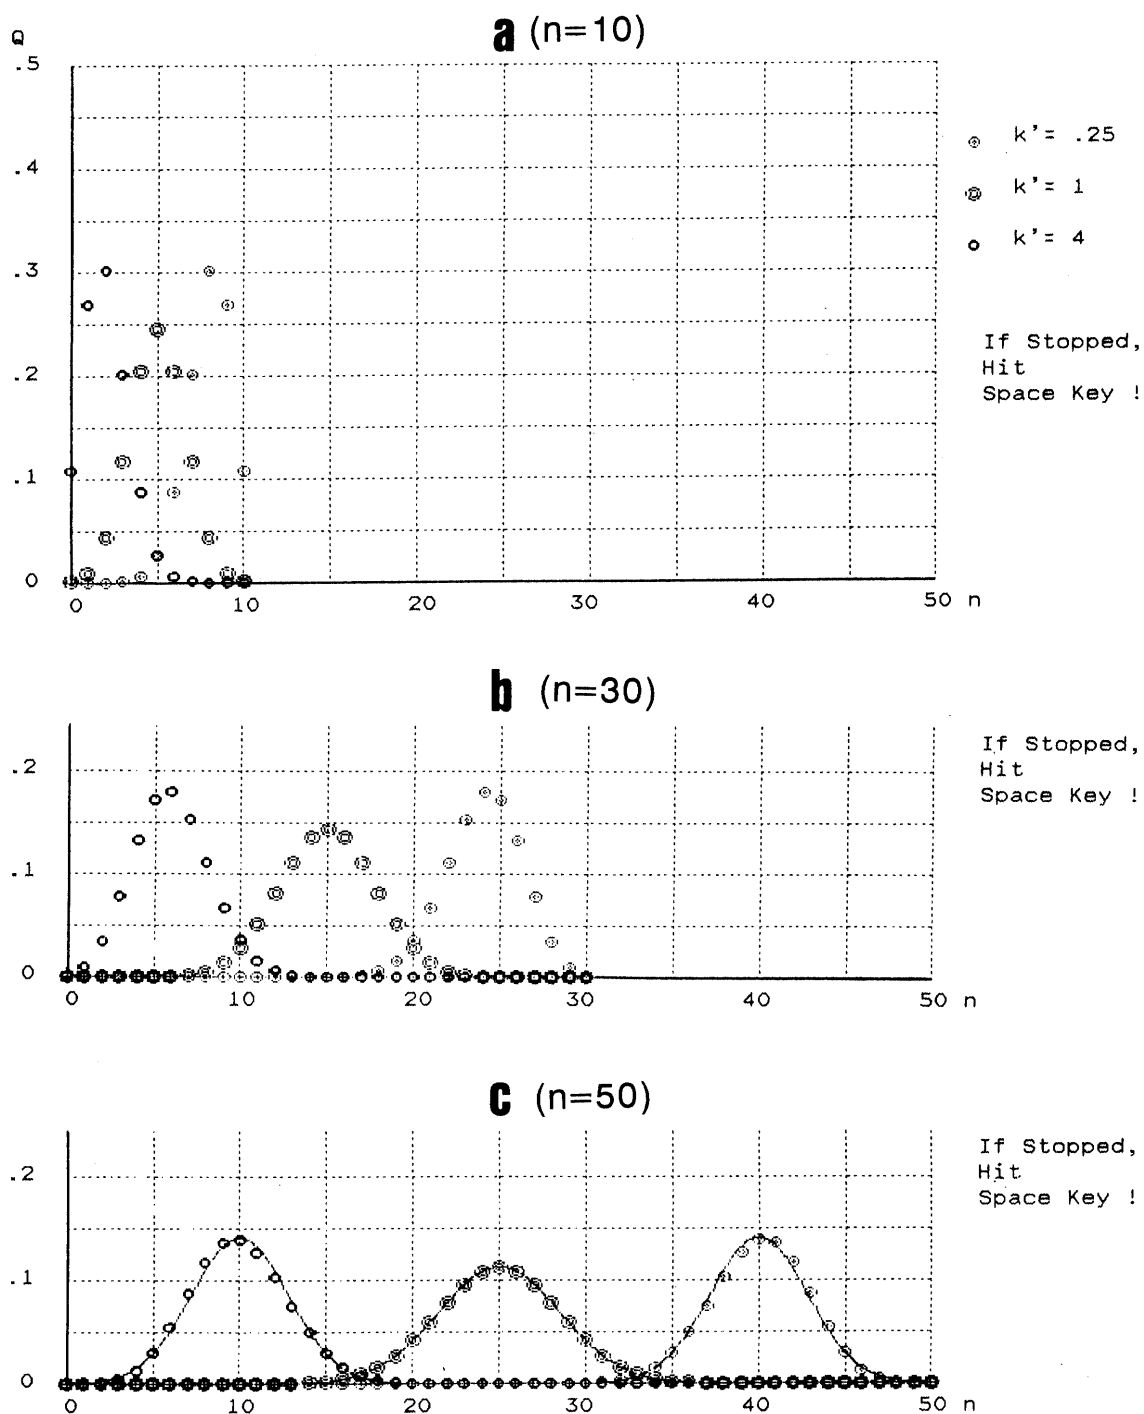 a (n=10)
Q
.5
.4
.3
.2
.1
0
0 10 20 30 40 50 n
k'= .25
k'= 1
k'= 4
If Stopped,
Hit
Space Key !
b (n=30)
.2
.1
0
0 10 20 30 40 50 n
If Stopped,
Hit
Space Key !
c (n=50)
.2
.1
0
0 10 20 30 40 50 n
If Stopped,
Hit
Space Key !